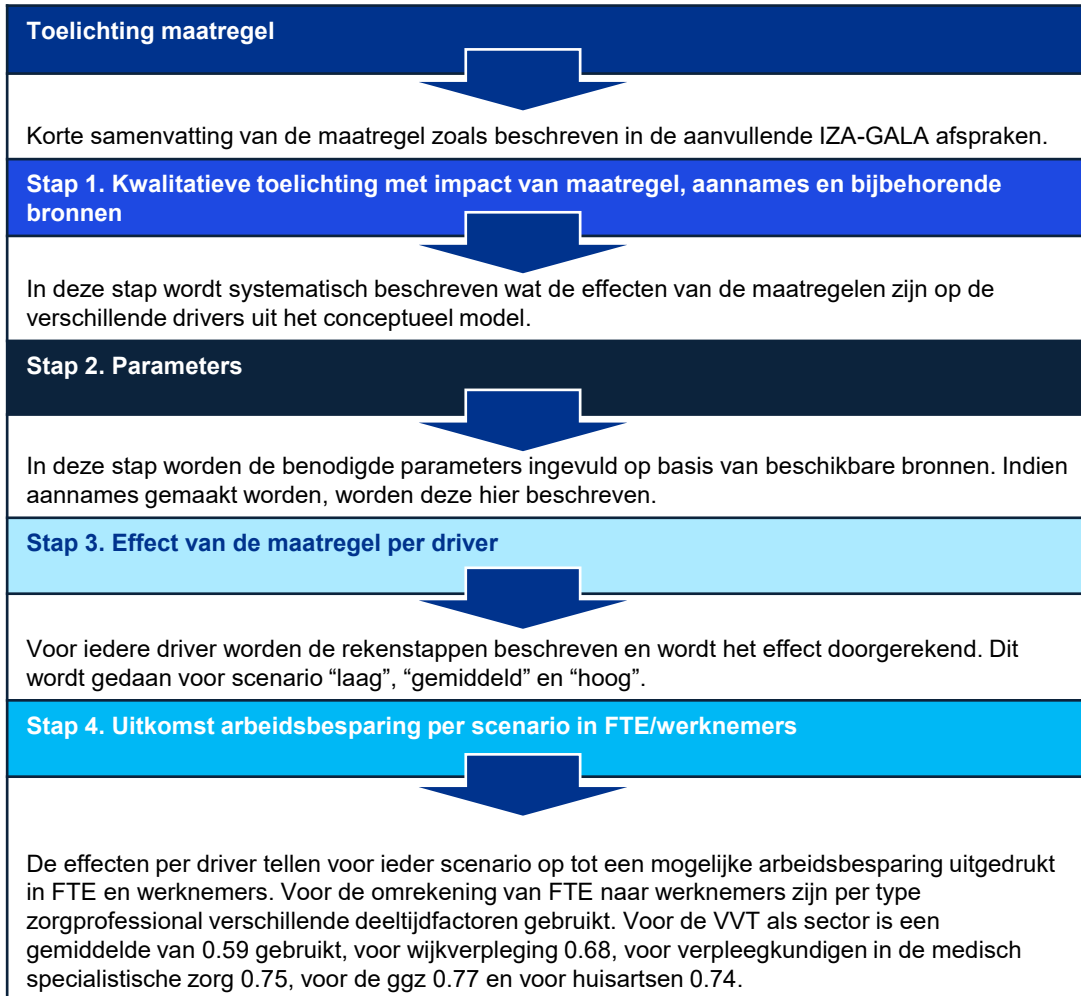 Toelichting maatregel
Korte samenvatting van de maatregel zoals beschreven in de aanvullende IZA-GALA afspraken.
Stap 1. Kwalitatieve toelichting met impact van maatregel, aannames en bijbehorende
bronnen
In deze stap wordt systematisch beschreven wat de effecten van de maatregelen zijn op de
verschillende drivers uit het conceptueel model.
Stap 2. Parameters
In deze stap worden de benodigde parameters ingevuld op basis van beschikbare bronnen. Indien
aannames gemaakt worden, worden deze hier beschreven.
Stap 3. Effect van de maatregel per driver
Voor iedere driver worden de rekenstappen beschreven en wordt het effect doorgerekend. Dit
wordt gedaan voor scenario “laag”, “gemiddeld” en “hoog”.
Stap 4. Uitkomst arbeidsbesparing per scenario in FTE/werknemers
De effecten per driver tellen voor ieder scenario op tot een mogelijke arbeidsbesparing uitgedrukt
in FTE en werknemers. Voor de omrekening van FTE naar werknemers zijn per type
zorgprofessional verschillende deeltijdfactoren gebruikt. Voor de VVT als sector is een
gemiddelde van 0.59 gebruikt, voor wijkverpleging 0.68, voor verpleegkundigen in de medisch
specialistische zorg 0.75, voor de ggz 0.77 en voor huisartsen 0.74.